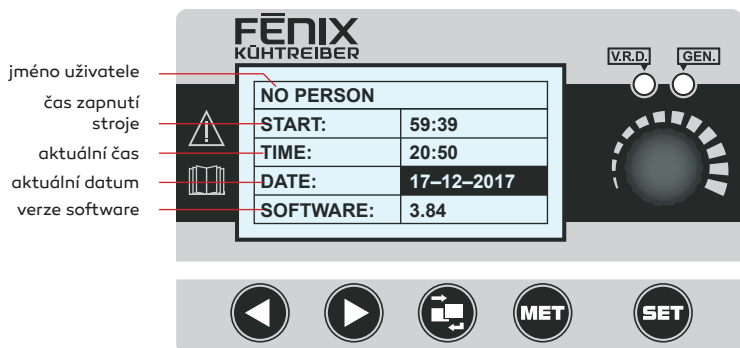 FĒNIX
KÜHTREIBER
V.R.D. GEN.
jméno uživatele
čas zapnutí
stroje
aktuální čas
aktuální datum
verze software
NO PERSON
START: 59:39
TIME: 20:50
DATE: 17–12–2017
SOFTWARE: 3.84
MET
SET